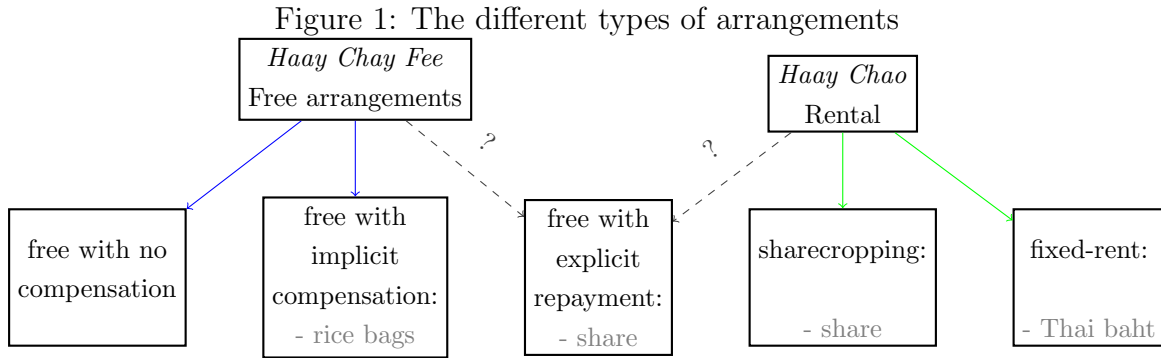 Figure 1: The different types of arrangements
Haay Chay Fee
Free arrangements
Haay Chao
Rental
?
?
free with no
compensation
free with
implicit
compensation:
- rice bags
free with
explicit
repayment:
- share
sharecropping:
- share
fixed-rent:
- Thai baht